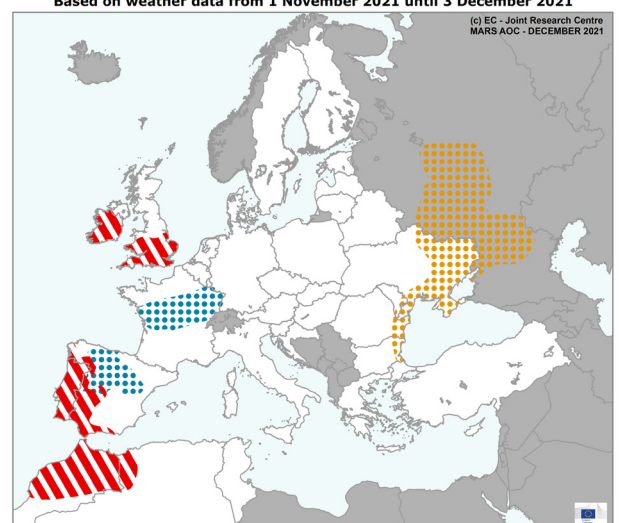 Based on weather data from 1 November 2021 until 3 December 2021
(c) EC - Joint Research Centre
MARS AOC - DECEMBER 2021